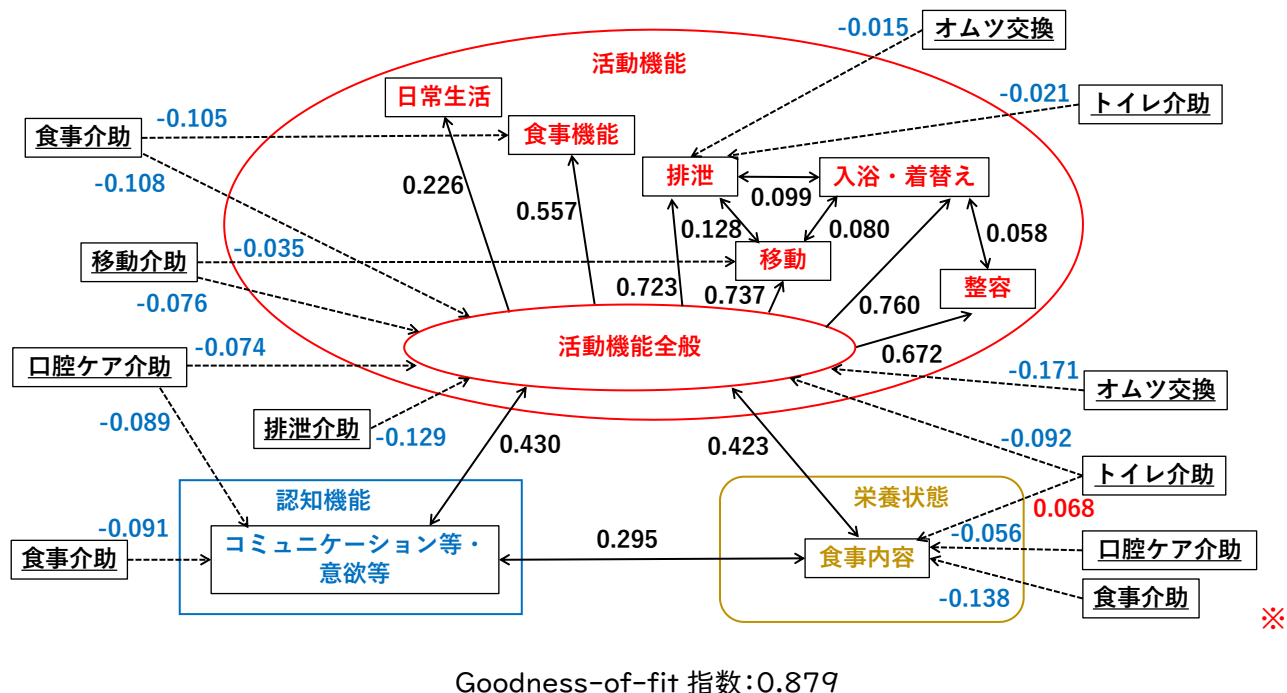 -0.015
オムツ交換
活動機能
日常生活
-0.021
トイレ介助
-0.105
食事介助
食事機能
-0.108
0.226
0.557
排泄
入浴・着替え
0.099
0.128
0.080
0.058
-0.035
移動介助
移動
整容
-0.076
0.723
0.737
0.760
活動機能全般
-0.074
口腔ケア介助
0.672
-0.171
オムツ交換
-0.089
排泄介助
-0.129
0.430
0.423
-0.092
トイレ介助
認知機能
栄養状態
0.068
-0.091
食事介助
コミュニケーション等・
意欲等
0.295
食事内容
-0.056
口腔ケア介助
-0.138
食事介助
※
Goodness-of-fit 指数:0.879